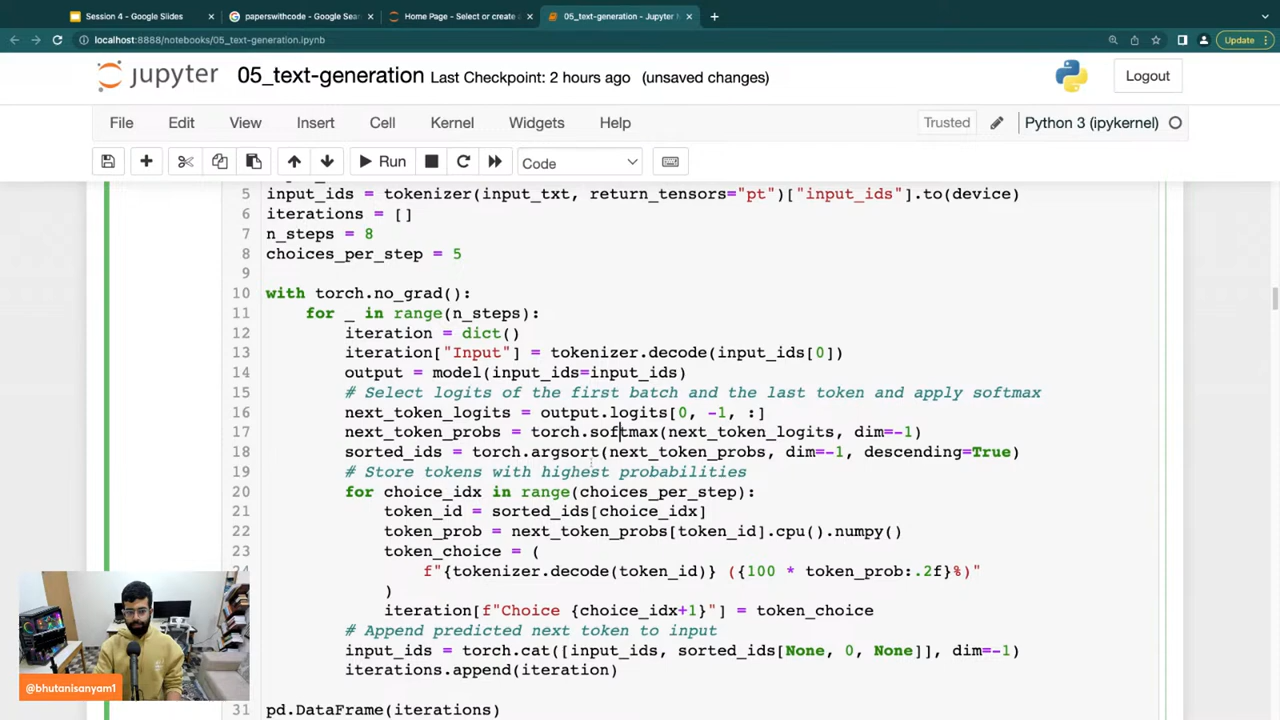 Session 4 - Google Slides
paperswithcode - Google Sea
Home Page - Select or create
05_text-generation - Jupyter
localhost:8888/notebooks/05_text-generation.ipynb
Update
jupyter 05_text-generation Last Checkpoint: 2 hours ago (unsaved changes)
Logout
File Edit View Insert Cell Kernel Widgets Help
Trusted
Python 3 (ipykernel)
Run
Code
5 input_ids = tokenizer(input_txt, return_tensors="pt")["input_ids"].to(device)
6 iterations = []
7 n_steps = 8
8 choices_per_step = 5
9
10 with torch.no_grad():
11 for _ in range(n_steps):
12 iteration = dict()
13 iteration["Input"] = tokenizer.decode(input_ids[0])
14 output = model(input_ids=input_ids)
15 # Select logits of the first batch and the last token and apply softmax
16 next_token_logits = output.logits[0, -1, :]
17 next_token_probs = torch.softmax(next_token_logits, dim=-1)
18 sorted_ids = torch.argsort(next_token_probs, dim=-1, descending=True)
19 # Store tokens with highest probabilities
20 for choice_idx in range(choices_per_step):
21 token_id = sorted_ids[choice_idx]
22 token_prob = next_token_probs[token_id].cpu().numpy()
23 token_choice = (
f"{tokenizer.decode(token_id)} ({100 * token_prob:.2f}%)"
)
iteration[f"Choice {choice_idx+1}"] = token_choice
# Append predicted next token to input
input_ids = torch.cat([input_ids, sorted_ids[None, 0, None]], dim=-1)
iterations.append(iteration)
31 pd.DataFrame(iterations)
@bhutanisanyam1